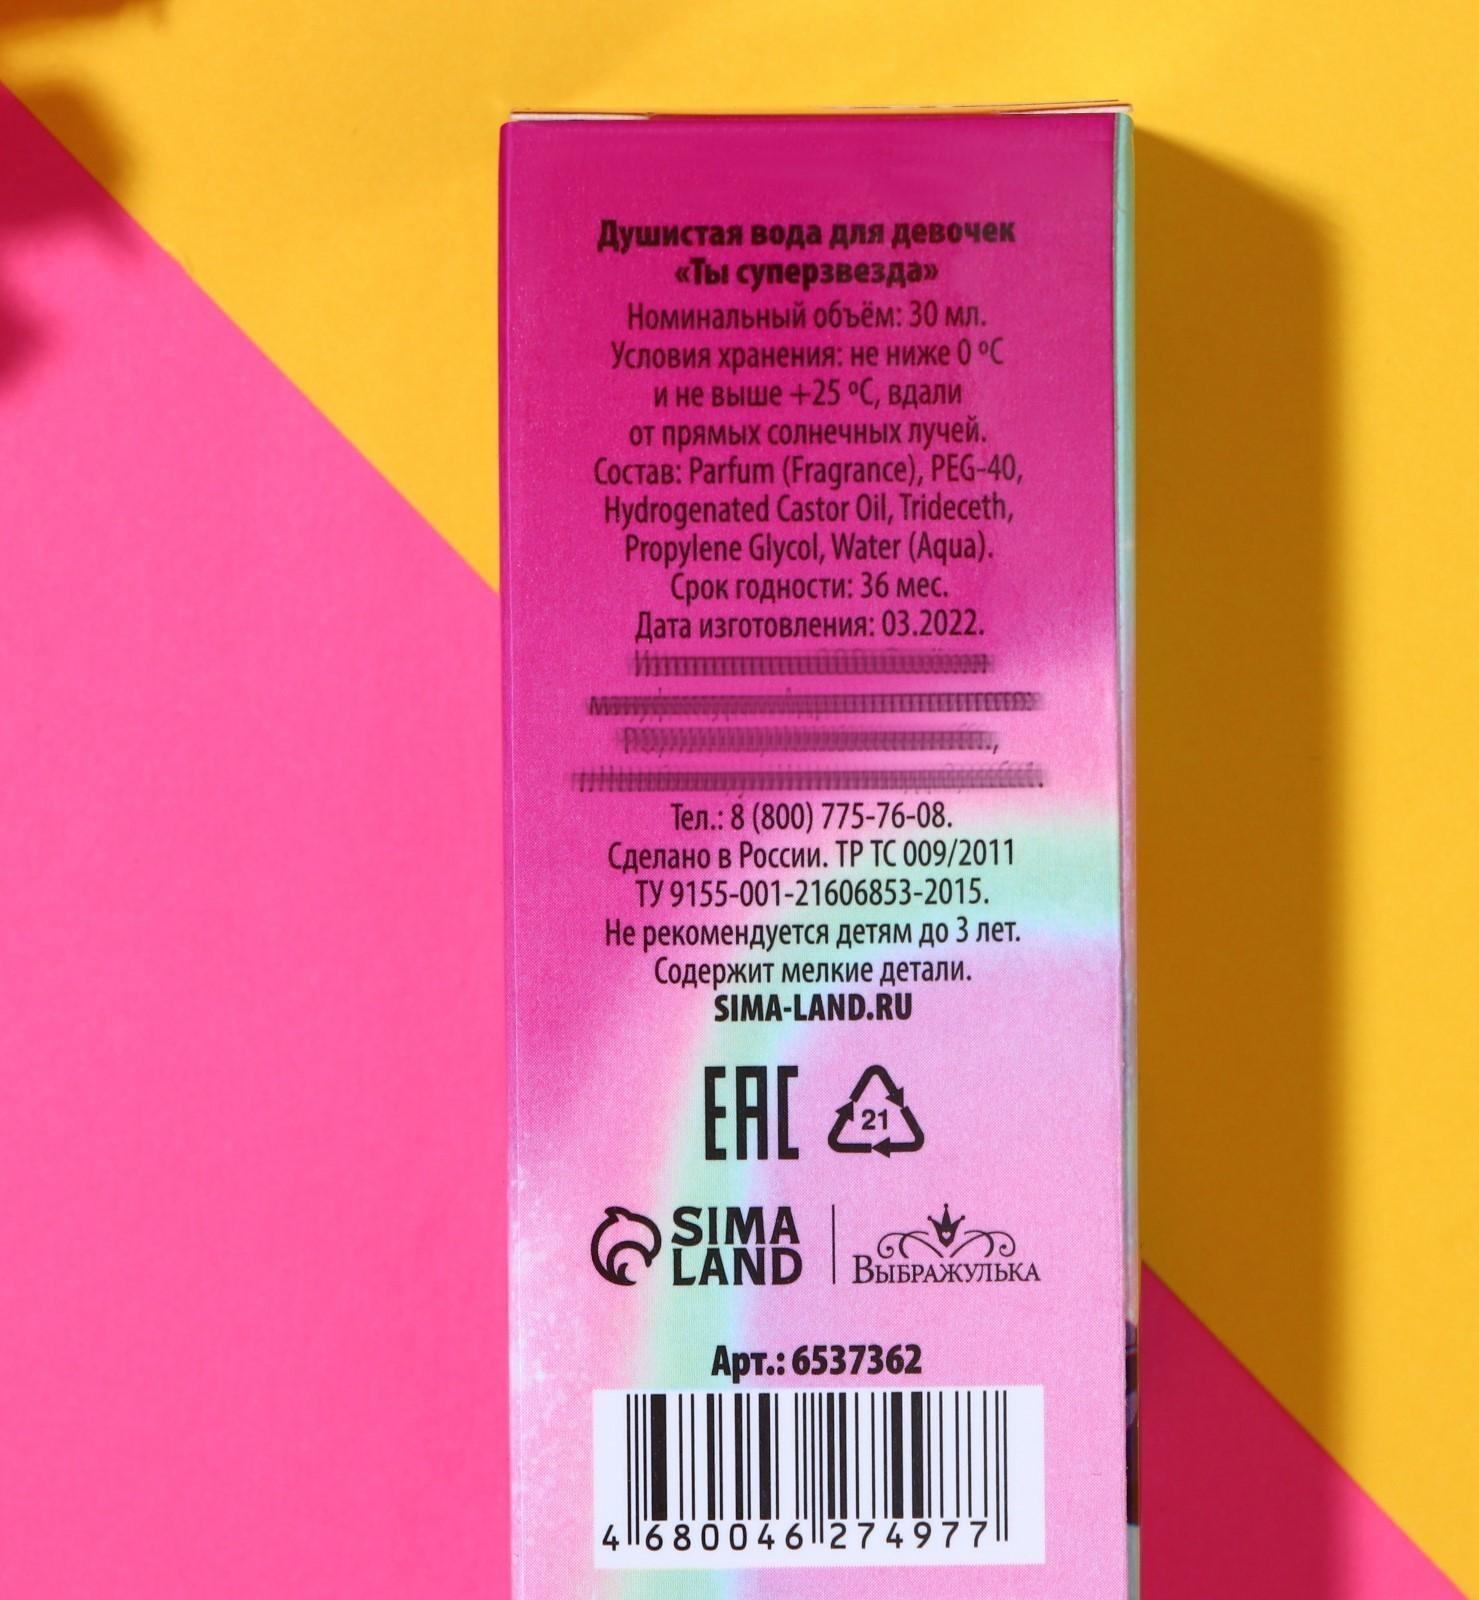 Душистая вода для девочек
«Ты суперзвезда»
Номинальный объём: 30 мл.
Условия хранения: не ниже 0 ºC
и не выше +25 ºC, вдали
от прямых солнечных лучей.
Состав: Parfum (Fragrance), PEG-40,
Hydrogenated Castor Oil, Trideceth,
Propylene Glycol, Water (Aqua).
Срок годности: 36 мес.
Дата изготовления: 03.2022.
Тел.: 8 (800) 775-76-08.
Сделано в России. ТР ТС 009/2011
ТУ 9155-001-21606853-2015.
Не рекомендуется детям до 3 лет.
Содержит мелкие детали.
SIMA-LAND.RU
EAC
21
SIMA
LAND
ВЫБРАЖУЛЬКА
Арт.: 6537362
4 680046 274977